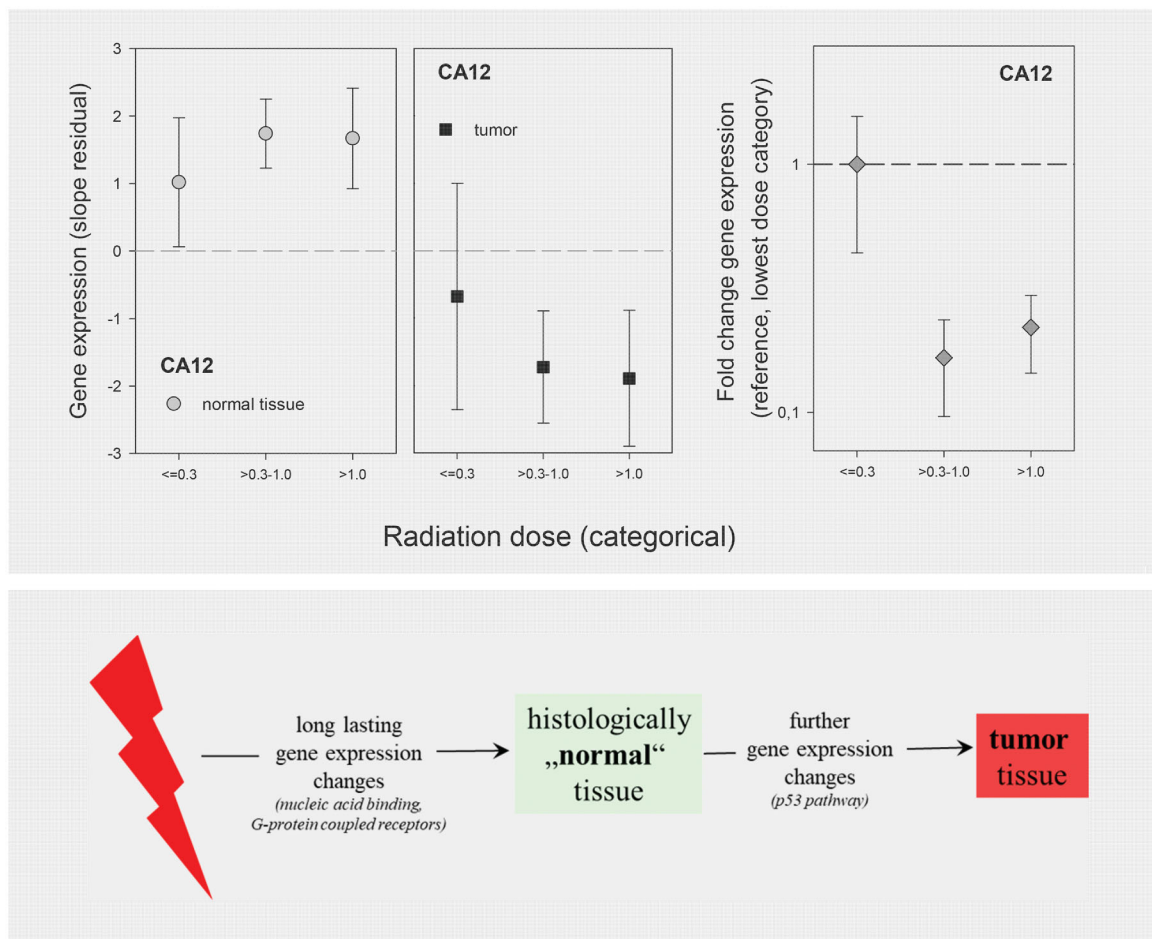 Gene expression (slope residual)
3
2
1
0
-1
-2
-3
CA12
normal tissue
<=0.3
>0.3-1.0
>1.0
CA12
tumor
<=0.3
>0.3-1.0
>1.0
Fold change gene expression
(reference, lowest dose category)
CA12
1
0,1
<=0.3
>0.3-1.0
>1.0
Radiation dose (categorical)
long lasting
gene expression
changes
(nucleic acid binding,
G-protein coupled receptors)
histologically
„normal“
tissue
further
gene expression
changes
(p53 pathway)
tumor
tissue